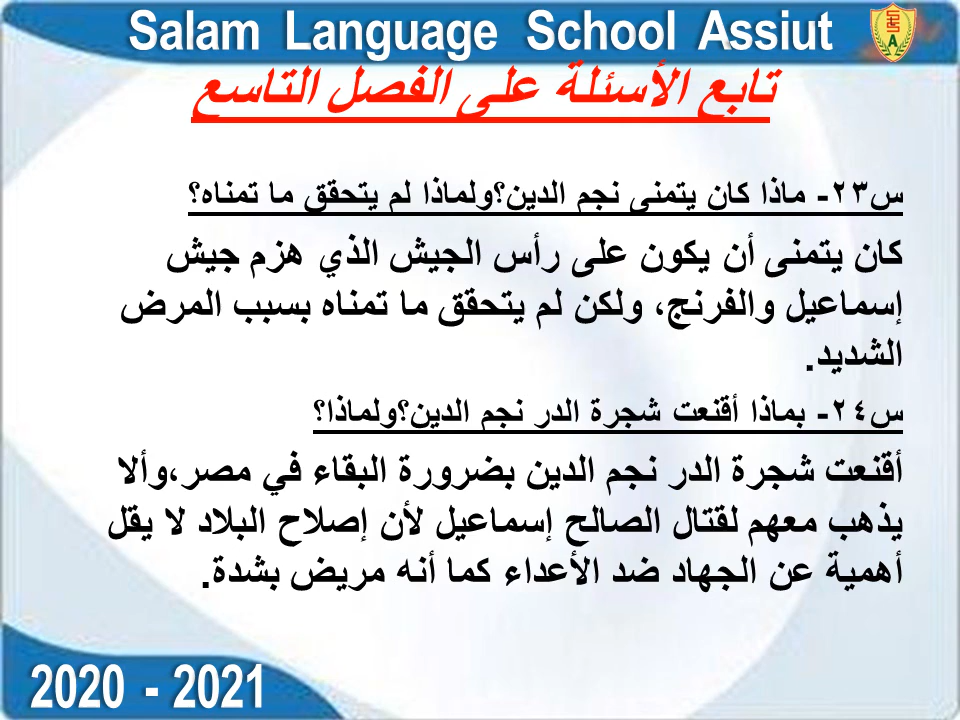 Salam Language School Assiut
تابع الأسئلة على الفصل التاسع
س٢٣- ماذا كان يتمنى نجم الدين؟ولماذا لم يتحقق ما تمناه؟
كان يتمنى أن يكون على رأس الجيش الذي هزم جيش
إسماعيل والفرنج، ولكن لم يتحقق ما تمناه بسبب المرض
الشديد.
س٢٤- بماذا أقنعت شجرة الدر نجم الدين؟ولماذا؟
أقنعت شجرة الدر نجم الدين بضرورة البقاء في مصر،وألا
يذهب معهم لقتال الصالح إسماعيل لأن إصلاح البلاد لا يقل
أهمية عن الجهاد ضد الأعداء كما أنه مريض بشدة.
2020 - 2021